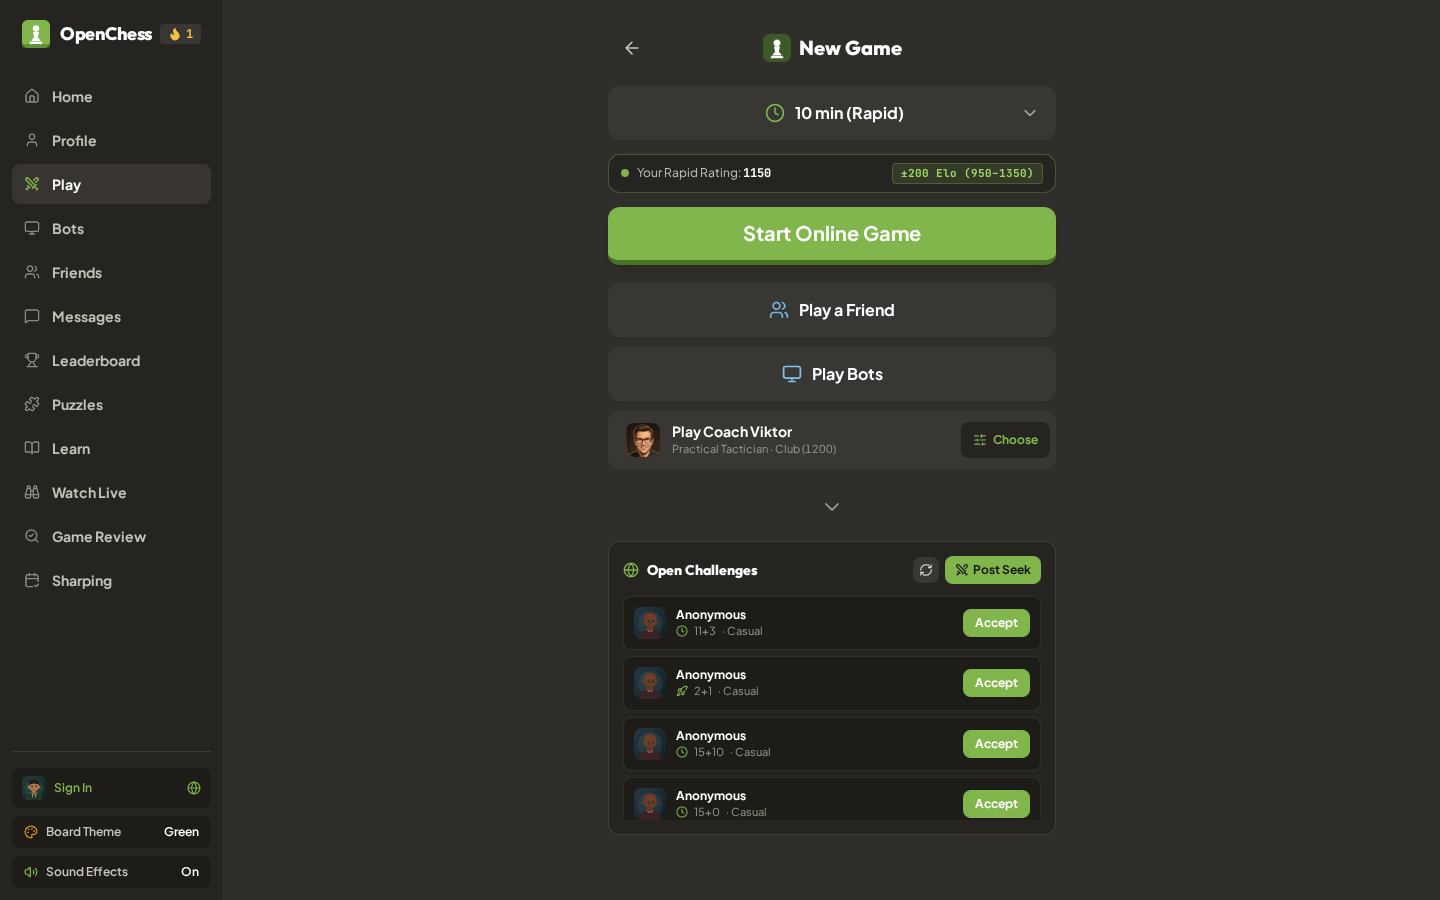 OpenChess 1
Home
Profile
Play
Bots
Friends
Messages
Leaderboard
Puzzles
Learn
Watch Live
Game Review
Sharping
Sign In
Board Theme Green
Sound Effects On
New Game
10 min (Rapid)
Your Rapid Rating: 1150 ±200 Elo (950–1350)
Start Online Game
Play a Friend
Play Bots
Play Coach Viktor
Practical Tactician · Club (1200)
Choose
Open Challenges
Post Seek
Anonymous
11+3 · Casual
Accept
Anonymous
2+1 · Casual
Accept
Anonymous
15+10 · Casual
Accept
Anonymous
15+0 · Casual
Accept